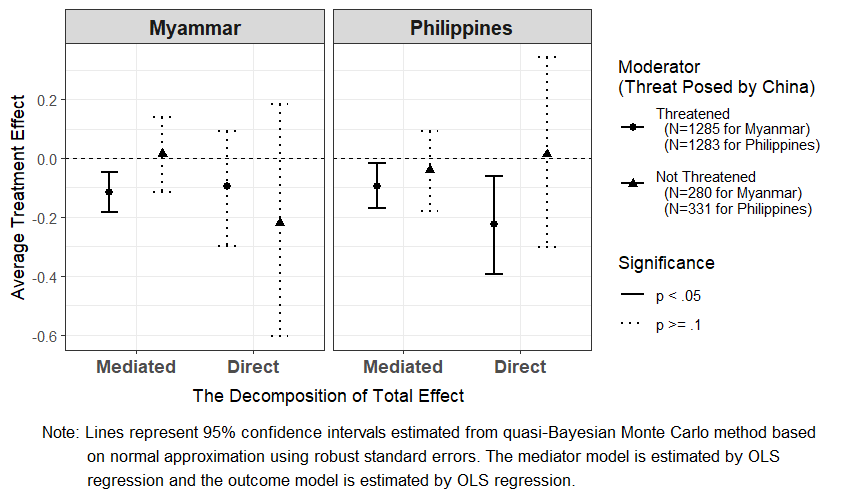 Myammar
Philippines
Average Treatment Effect
0.2
0.0
-0.2
-0.4
-0.6
Mediated
Direct
Mediated
Direct
The Decomposition of Total Effect
Moderator
(Threat Posed by China)
Threatened
(N=1285 for Myanmar)
(N=1283 for Philippines)
Not Threatened
(N=280 for Myanmar)
(N=331 for Philippines)
Significance
p < .05
p >= .1
Note: Lines represent 95% confidence intervals estimated from quasi-Bayesian Monte Carlo method based
on normal approximation using robust standard errors. The mediator model is estimated by OLS
regression and the outcome model is estimated by OLS regression.